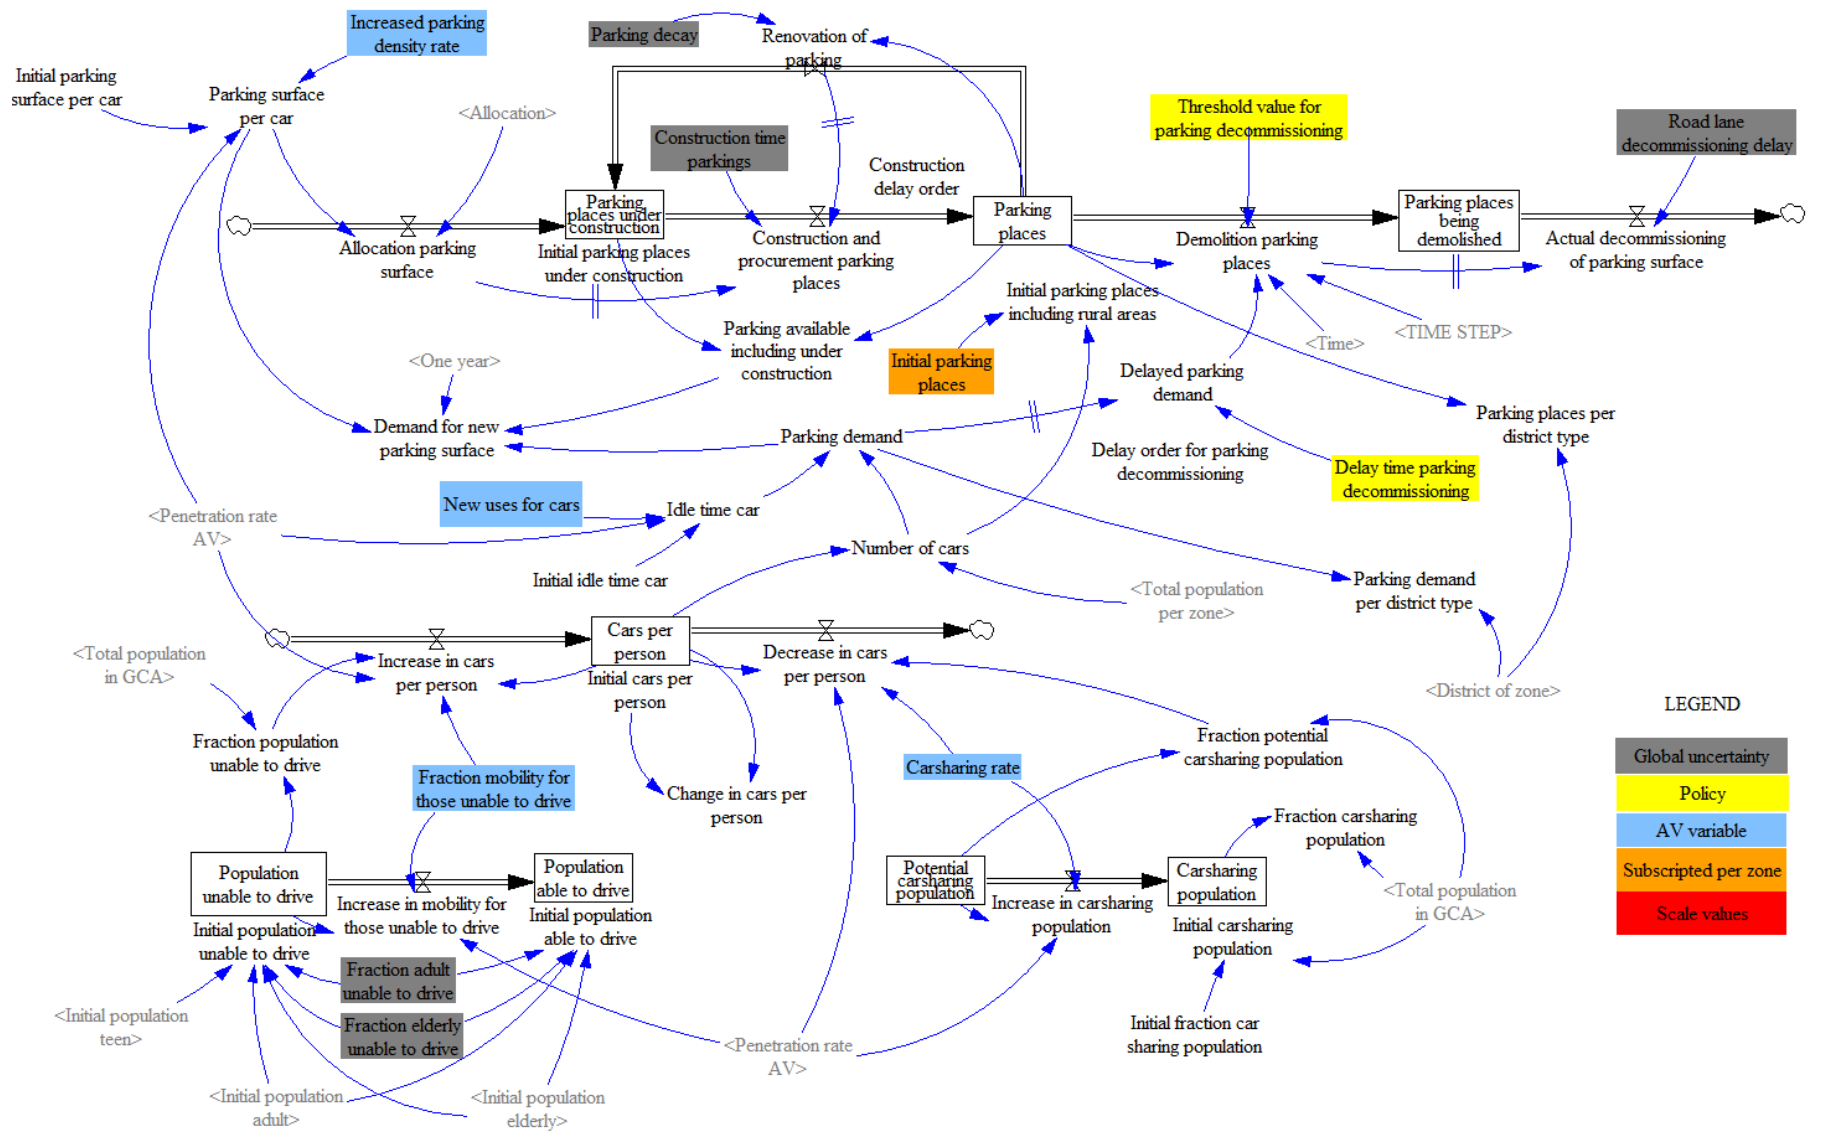 Increased parking
density rate
Parking decay
Renovation of
parking
Initial parking
surface per car
Parking surface
per car
<Allocation>
Construction time
parkings
Construction
delay order
Threshold value for
parking decommissioning
Road lane
decommissioning delay
Parking
places under
construction
Initial parking places
under construction
Parking
places
Parking places
being
demolished
Allocation parking
surface
Construction and
procurement parking
places
Demolition parking
places
Actual decommissioning
of parking surface
Initial parking places
including rural areas
Parking available
including under
construction
<One year>
Initial parking
places
<Time>
<TIME STEP>
Delayed parking
demand
Parking places per
district type
Demand for new
parking surface
Parking demand
Delay order for parking
decommissioning
Delay time parking
decommissioning
New uses for cars
Idle time car
<Penetration rate
AV>
Number of cars
Initial idle time car
<Total population
per zone>
Parking demand
per district type
<Total population
in GCA>
Cars per
person
Initial cars per
person
Increase in cars
per person
Decrease in cars
per person
<District of zone>
LEGEND
Global uncertainty
Policy
AV variable
Subscripted per zone
Scale values
Fraction population
unable to drive
Fraction mobility for
those unable to drive
Change in cars per
person
Carsharing rate
Fraction potential
carsharing population
Fraction carsharing
population
Population
unable to drive
Initial population
unable to drive
Increase in mobility for
those unable to drive
Population
able to drive
Initial population
able to drive
Potential
carsharing
population
Increase in carsharing
population
Carsharing
population
Initial carsharing
population
<Total population
in GCA>
Fraction adult
unable to drive
Fraction elderly
unable to drive
<Initial population
teen>
<Initial population
adult>
<Initial population
elderly>
<Penetration rate
AV>
Initial fraction car
sharing population